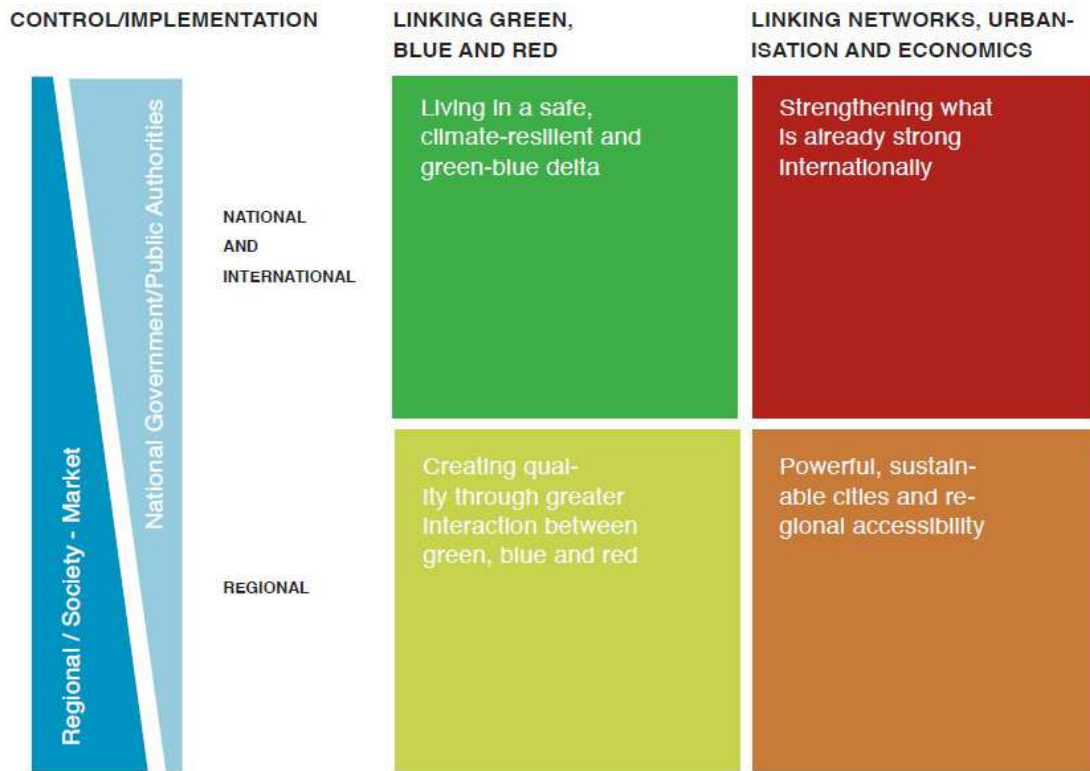 CONTROL/IMPLEMENTATION
LINKING GREEN,
BLUE AND RED
LINKING NETWORKS, URBAN-
ISATION AND ECONOMICS
National Government/Public Authorities
Regional / Society - Market
NATIONAL
AND
INTERNATIONAL
Living in a safe,
climate-resilient and
green-blue delta
Strengthening what
is already strong
internationally
REGIONAL
Creating qual-
ity through greater
interaction between
green, blue and red
Powerful, sustain-
able cities and re-
gional accessibility